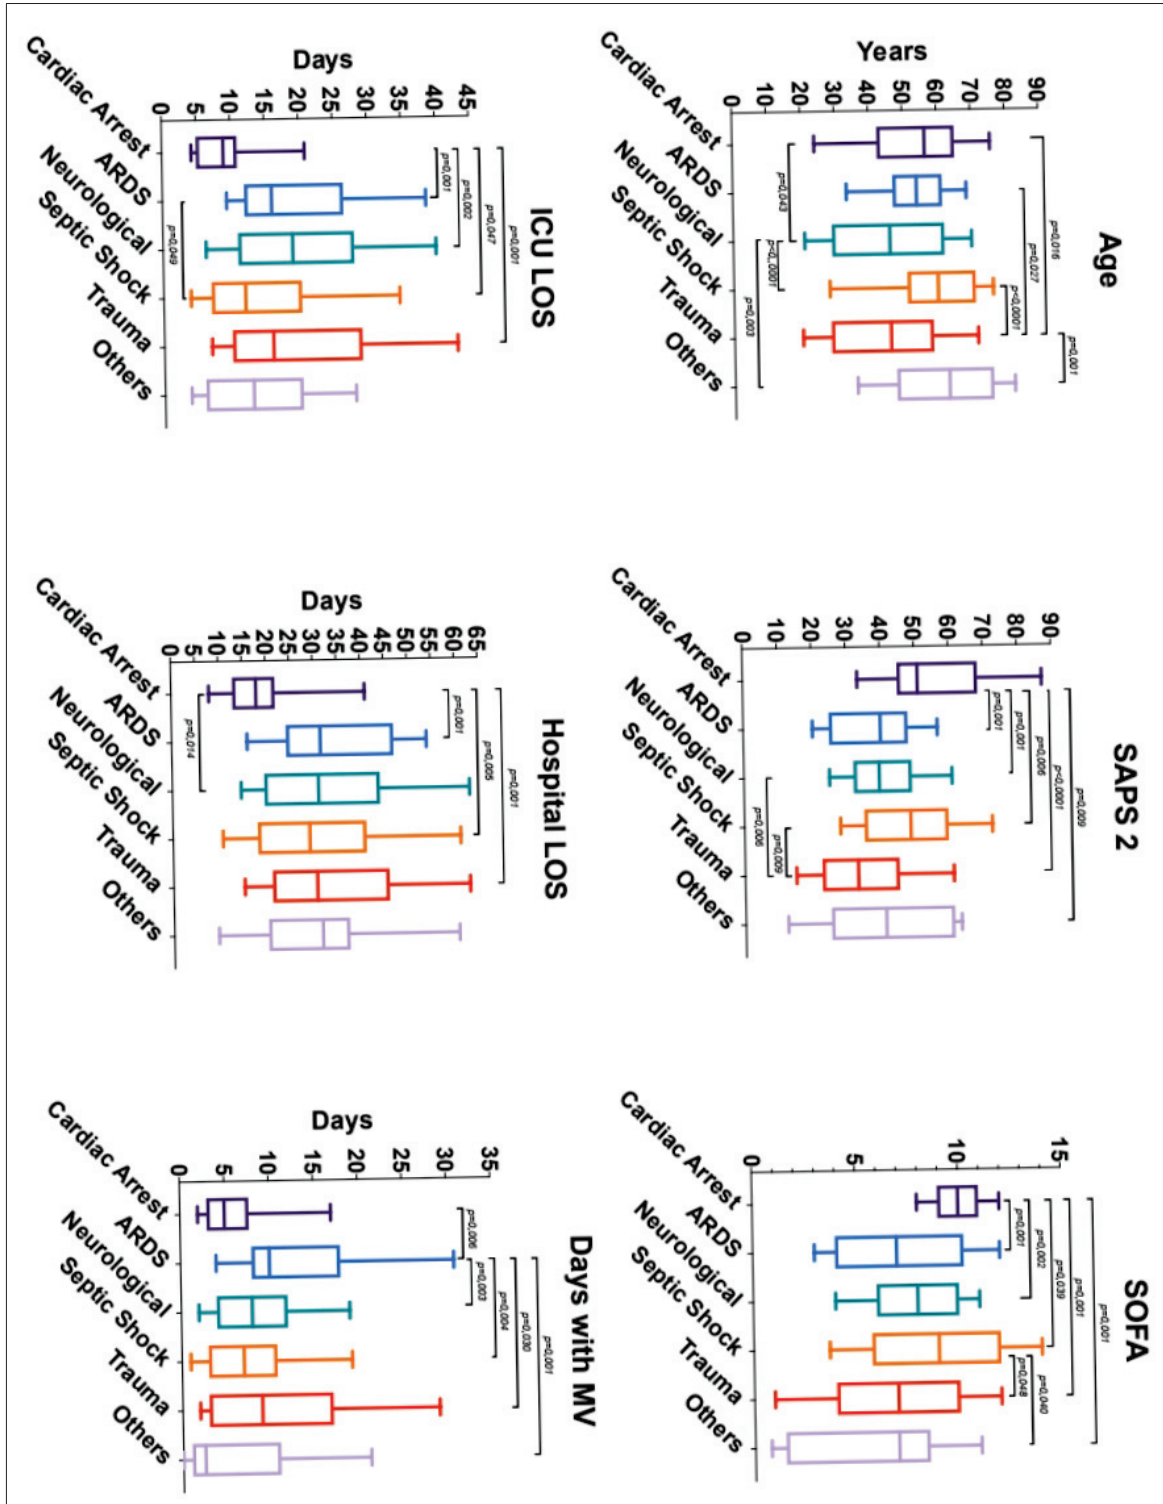 Age
Years
90
80
70
60
50
40
30
20
10
0
p=0,016
p=0,001
p=0,027
p<0,0001
p=0,043
p<0,,0001
p=0,003
Cardiac Arrest
ARDS
Neurological
Septic Shock
Trauma
Others
SAPS 2
90
80
70
60
50
40
30
20
10
0
p=0,009
p<0,0001
p=0,006
p=0,001
p=0,001
p=0,009
p=0,006
Cardiac Arrest
ARDS
Neurological
Septic Shock
Trauma
Others
SOFA
15
10
5
0
p=0,001
p=0,001
p=0,039
p=0,002
p=0,001
p=0,040
p=0,048
Cardiac Arrest
ARDS
Neurological
Septic Shock
Trauma
Others
ICU LOS
Days
45
40
35
30
25
20
15
10
5
0
p=0,001
p=0,047
p=0,002
p=0,001
p=0,049
Cardiac Arrest
ARDS
Neurological
Septic Shock
Trauma
Others
Hospital LOS
Days
65
60
55
50
45
40
35
30
25
20
15
10
5
0
p=0,001
p=0,005
p=0,001
p=0,014
Cardiac Arrest
ARDS
Neurological
Septic Shock
Trauma
Others
Days with MV
Days
35
30
25
20
15
10
5
0
p=0,001
p=0,030
p=0,004
p=0,003
p=0,006
Cardiac Arrest
ARDS
Neurological
Septic Shock
Trauma
Others